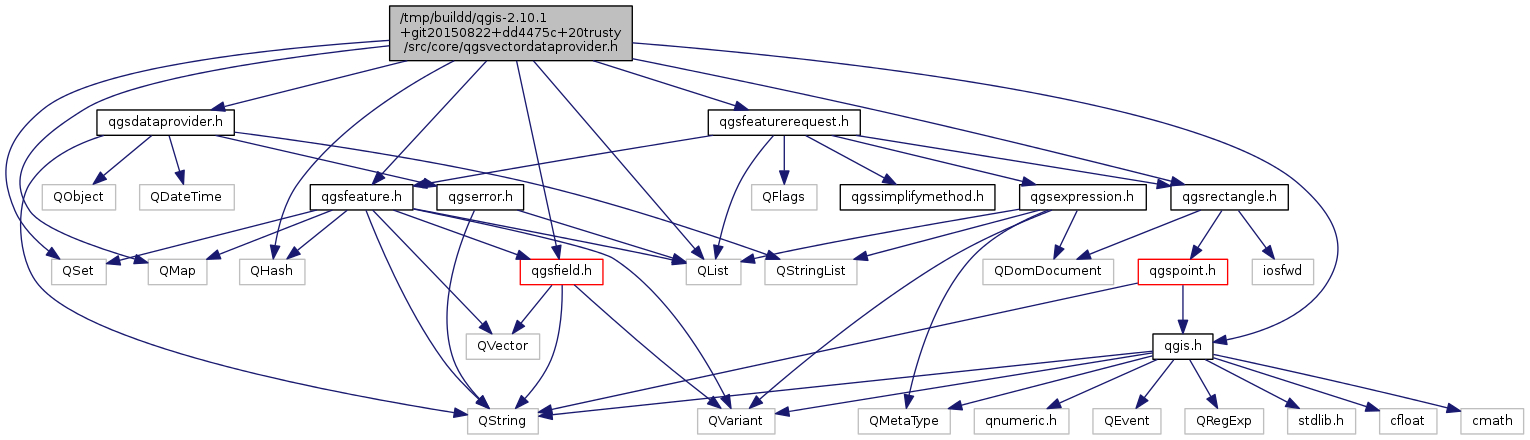 /tmp/buildd/qgis-2.10.1
+git20150822+dd4475c+20trusty
/src/core/qgsvectordataprovider.h
qgsdataprovider.h
qgsfeaturerequest.h
QObject
QDateTime
qgsfeature.h
qgserror.h
QFlags
qgssimplifymethod.h
qgsexpression.h
qgsrectangle.h
QSet
QMap
QHash
qgsfield.h
QList
QStringList
QDomDocument
qgspoint.h
iosfwd
QVector
qgis.h
QString
QVariant
QMetaType
qnumeric.h
QEvent
QRegExp
stdlib.h
cfloat
cmath